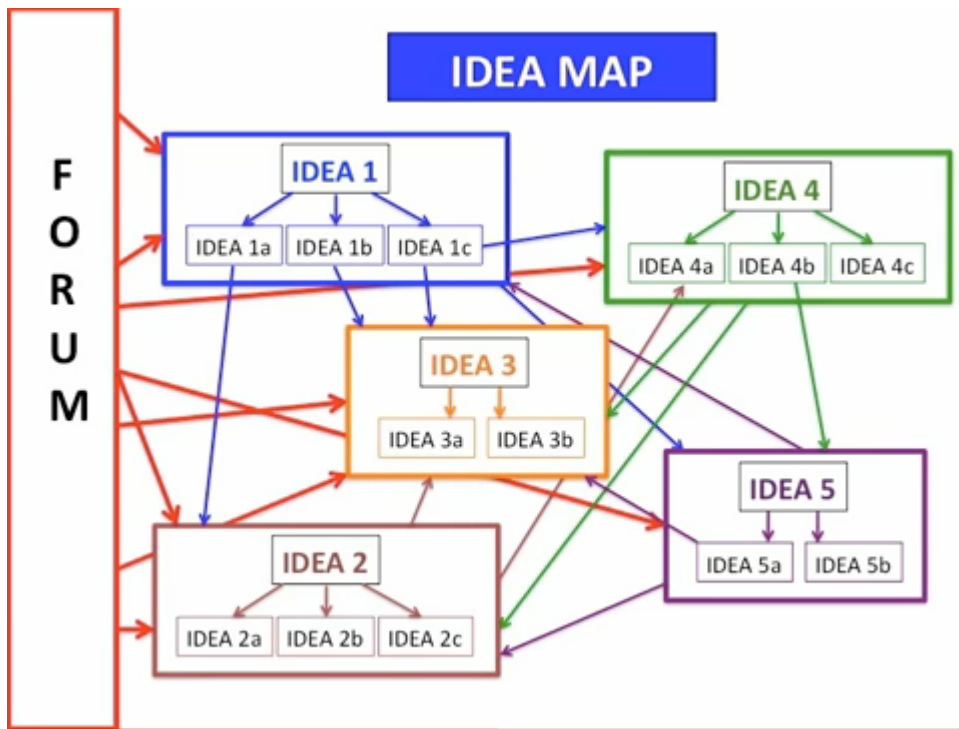 IDEA MAP
F
O
R
U
M
IDEA 1
IDEA 1a IDEA 1b IDEA 1c
IDEA 4
IDEA 4a IDEA 4b IDEA 4c
IDEA 3
IDEA 3a IDEA 3b
IDEA 5
IDEA 5a IDEA 5b
IDEA 2
IDEA 2a IDEA 2b IDEA 2c